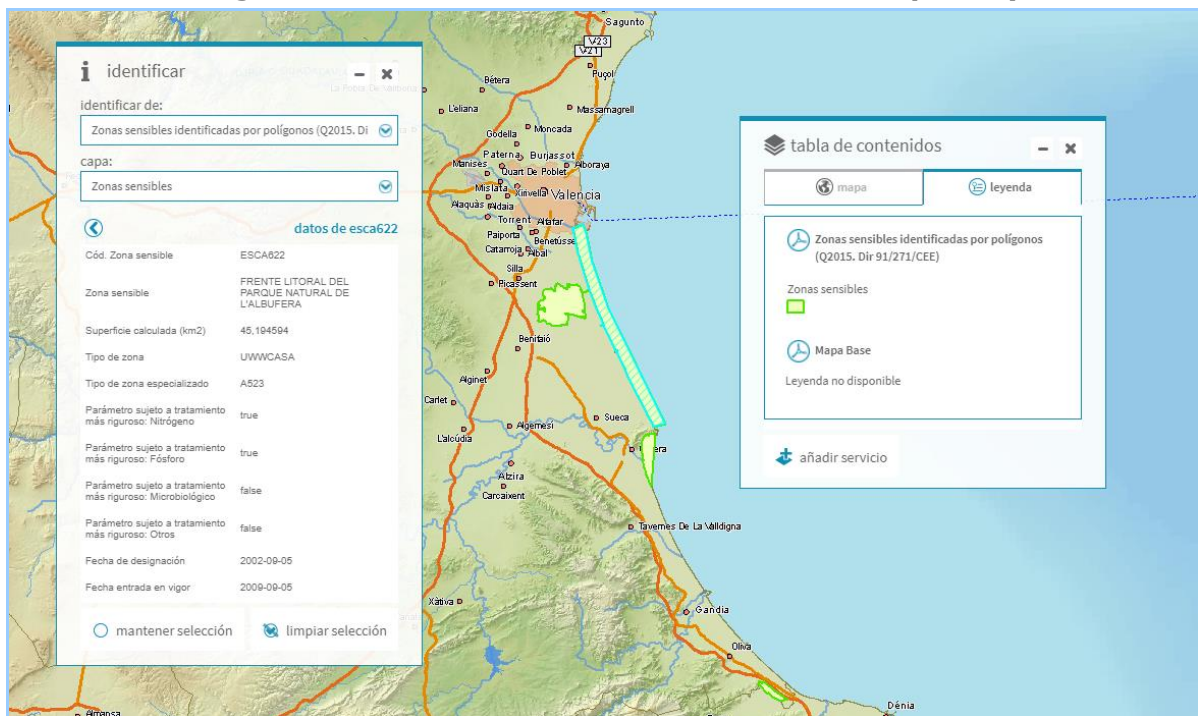 identificar
identificar de:
Zonas sensibles identificadas por polígonos (Q2015. Di
capa:
Zonas sensibles
datos de esca622
Cód. Zona sensible ESCA622
Zona sensible FRENTE LITORAL DEL
PARQUE NATURAL DE
L'ALBUFERA
Superficie calculada (km2) 45,194594
Tipo de zona UWWCASA
Tipo de zona especializado A523
Parámetro sujeto a tratamiento
más riguroso: Nitrógeno true
Parámetro sujeto a tratamiento
más riguroso: Fósforo true
Parámetro sujeto a tratamiento
más riguroso: Microbiológico false
Parámetro sujeto a tratamiento
más riguroso: Otros false
Fecha de designación 2002-09-05
Fecha entrada en vigor 2009-09-05
mantener selección limpiar selección
Sagunto
V23
V21
Puçol
Bétera
L'eliana
Massamagrell
Godella
Moncada
Paterna
Burjassot
Manises
Quart De Poblet
Alboraya
Mislata
Xirivella
Valencia
Alaquàs
Aldaia
Torrent
Alfafar
Paiporta
Benetússe
Catarroja
Albal
Silla
Picassent
Benifaió
Alginet
Carlet
Sueca
Algemesí
L'alcúdia
Alzira
Carcaixent
Tavernes De La Valldigna
Xàtiva
Gandia
Oliva
Dénia
Almansa
tabla de contenidos
mapa leyenda
Zonas sensibles identificadas por polígonos
(Q2015. Dir 91/271/CEE)
Zonas sensibles
Mapa Base
Leyenda no disponible
añadir servicio